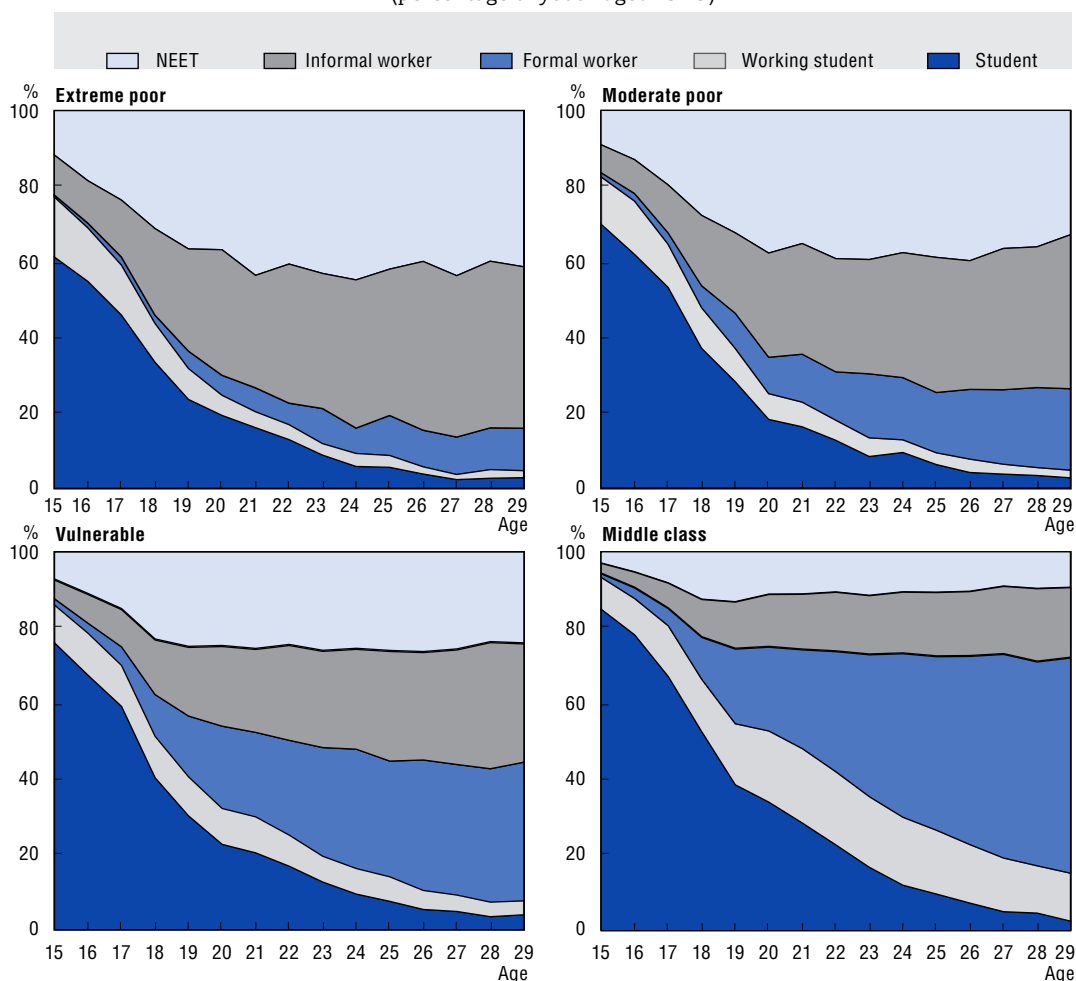 NEET Informal worker Formal worker Working student Student
% Extreme poor
100
80
60
40
20
0
15 16 17 18 19 20 21 22 23 24 25 26 27 28 29
Age
% Moderate poor
100
80
60
40
20
0
15 16 17 18 19 20 21 22 23 24 25 26 27 28 29
Age
% Vulnerable
100
80
60
40
20
0
15 16 17 18 19 20 21 22 23 24 25 26 27 28 29
Age
% Middle class
100
80
60
40
20
0
15 16 17 18 19 20 21 22 23 24 25 26 27 28 29
Age